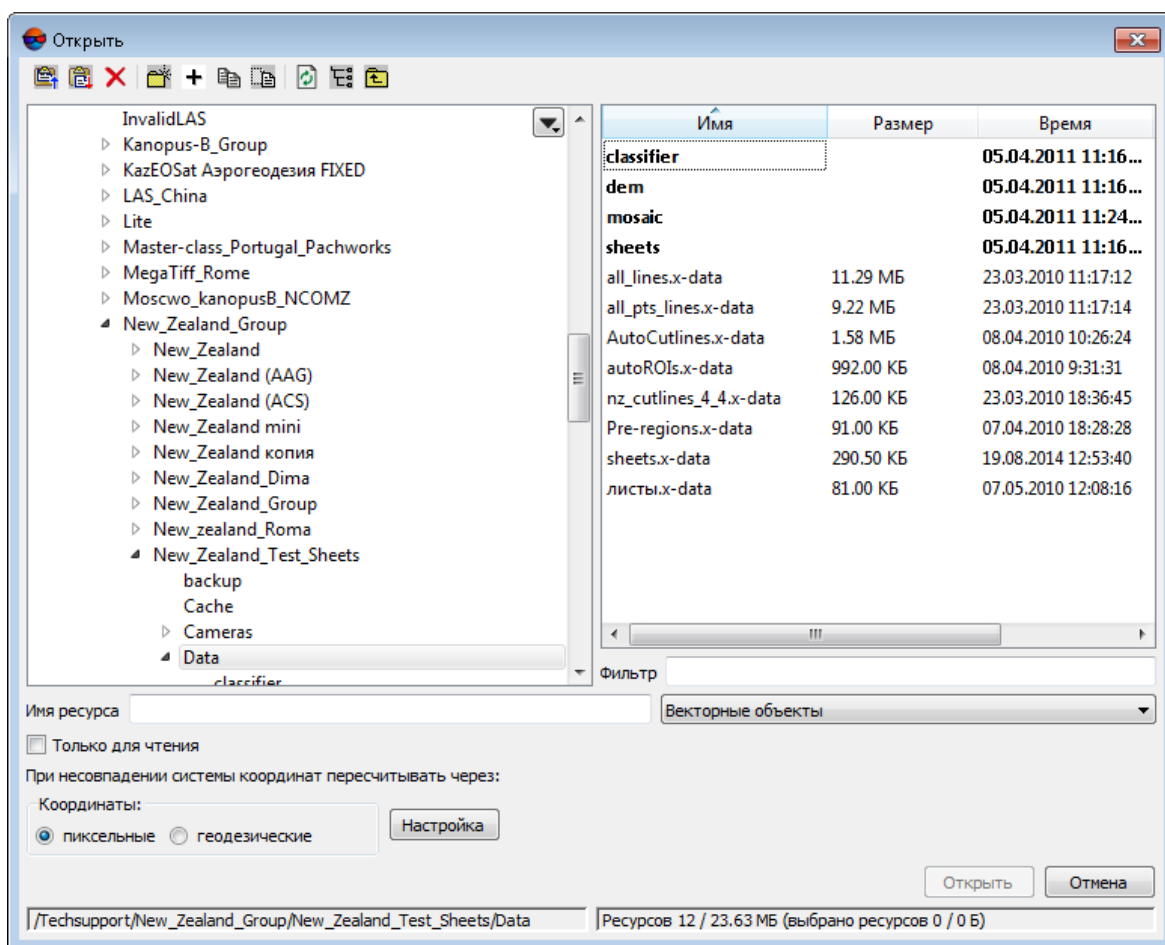 Открыть
InvalidLAS
Kanopus-B_Group
KazEOSat Аэрогеодезия FIXED
LAS_China
Lite
Master-class_Portugal_Pachworks
MegaTiff_Rome
Moscwo_kanopusB_NCOMZ
New_Zealand_Group
New_Zealand
New_Zealand (AAG)
New_Zealand (ACS)
New_Zealand mini
New_Zealand копия
New_Zealand_Dima
New_Zealand_Group
New_zealand_Roma
New_Zealand_Test_Sheets
backup
Cache
Cameras
Data
classifier
Имя Размер Время
classifier 05.04.2011 11:16...
dem 05.04.2011 11:16...
mosaic 05.04.2011 11:24...
sheets 05.04.2011 11:16...
all_lines.x-data 11.29 МБ 23.03.2010 11:17:12
all_pts_lines.x-data 9.22 МБ 23.03.2010 11:17:14
AutoCutlines.x-data 1.58 МБ 08.04.2010 10:26:24
autoROIs.x-data 992.00 КБ 08.04.2010 9:31:31
nz_cutlines_4_4.x-data 126.00 КБ 23.03.2010 18:36:45
Pre-regions.x-data 91.00 КБ 07.04.2010 18:28:28
sheets.x-data 290.50 КБ 19.08.2014 12:53:40
листы.x-data 81.00 КБ 07.05.2010 12:08:16
Фильтр
Имя ресурса
Векторные объекты
Только для чтения
При несовпадении системы координат пересчитывать через:
Координаты:
пиксельные геодезические
Настройка
Открыть Отмена
/Techsupport/New_Zealand_Group/New_Zealand_Test_Sheets/Data
Ресурсов 12 / 23.63 МБ (выбрано ресурсов 0 / 0 Б)